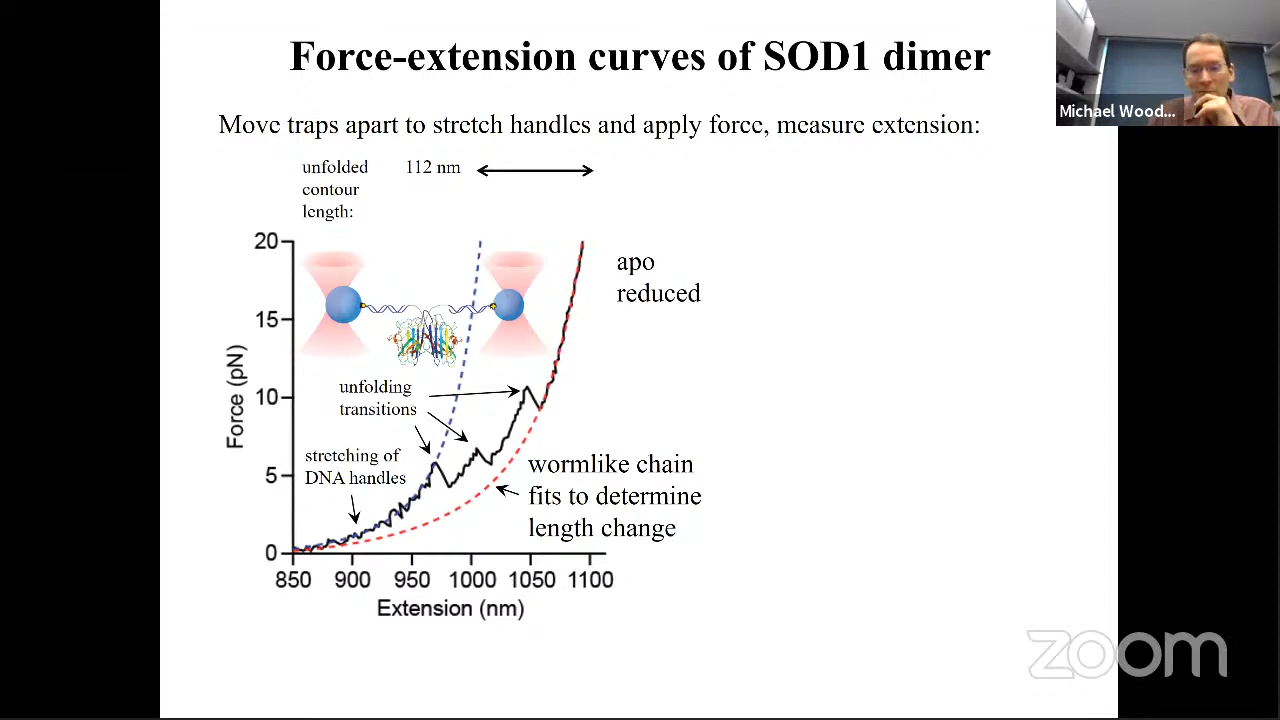 Force-extension curves of SOD1 dimer
Michael Wood...
Move traps apart to stretch handles and apply force, measure extension:
unfolded 112 nm
contour
length:
20
15
10
5
0
Force (pN)
apo
reduced
unfolding
transitions
stretching of
DNA handles
wormlike chain
fits to determine
length change
850 900 950 1000 1050 1100
Extension (nm)
zoom